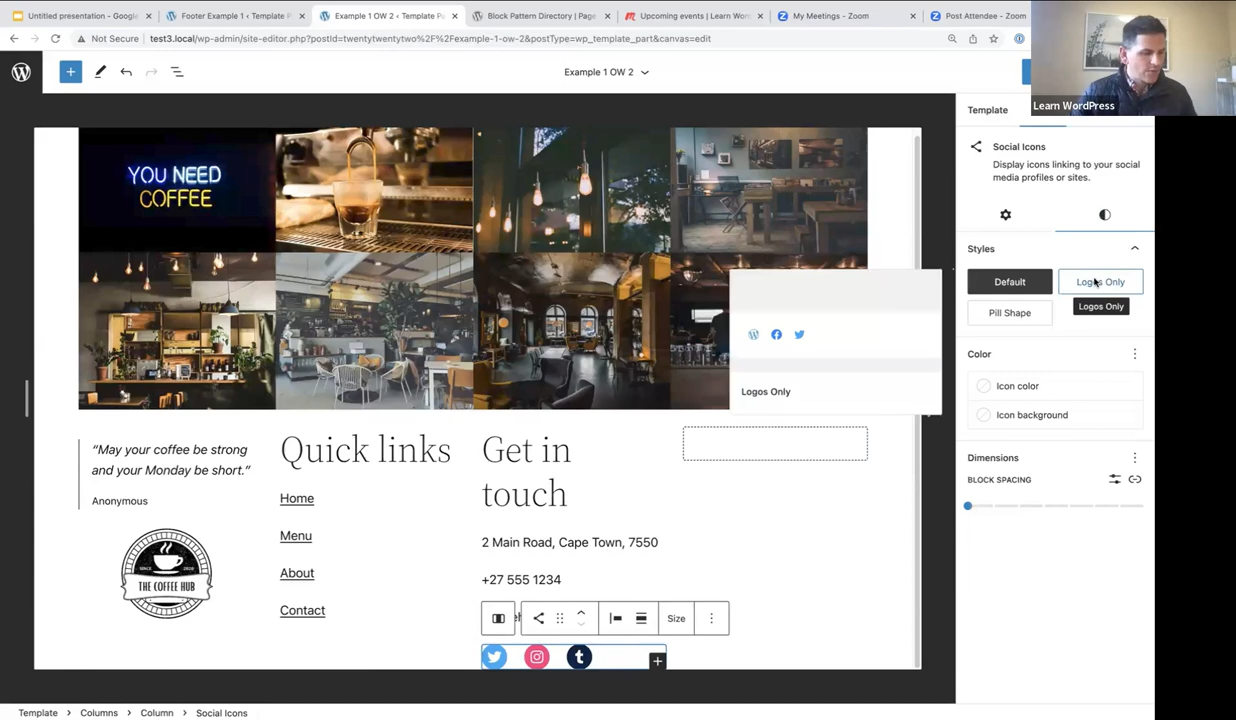 Untitled presentation - Google
Footer Example 1 ‹ Template P
Example 1 OW 2 ‹ Template Pa
Block Pattern Directory | Page
Upcoming events | Learn Wor
My Meetings - Zoom
Post Attendee - Zoom
Not Secure
test3.local/wp-admin/site-editor.php?postId=twentytwentytwo%2F%2Fexample-1-ow-2&postType=wp_template_part&canvas=edit
Example 1 OW 2
Learn WordPress
Template
Social Icons
Display icons linking to your social
media profiles or sites.
Styles
Default
Logos Only
Logos Only
Pill Shape
Color
Icon color
Icon background
Dimensions
BLOCK SPACING
YOU NEED
COFFEE
Logos Only
“May your coffee be strong
and your Monday be short.”
Anonymous
SINCE
2020
THE COFFEE HUB
Quick links
Home
Menu
About
Contact
Get in
touch
2 Main Road, Cape Town, 7550
+27 555 1234
Size
Template
Columns
Column
Social Icons